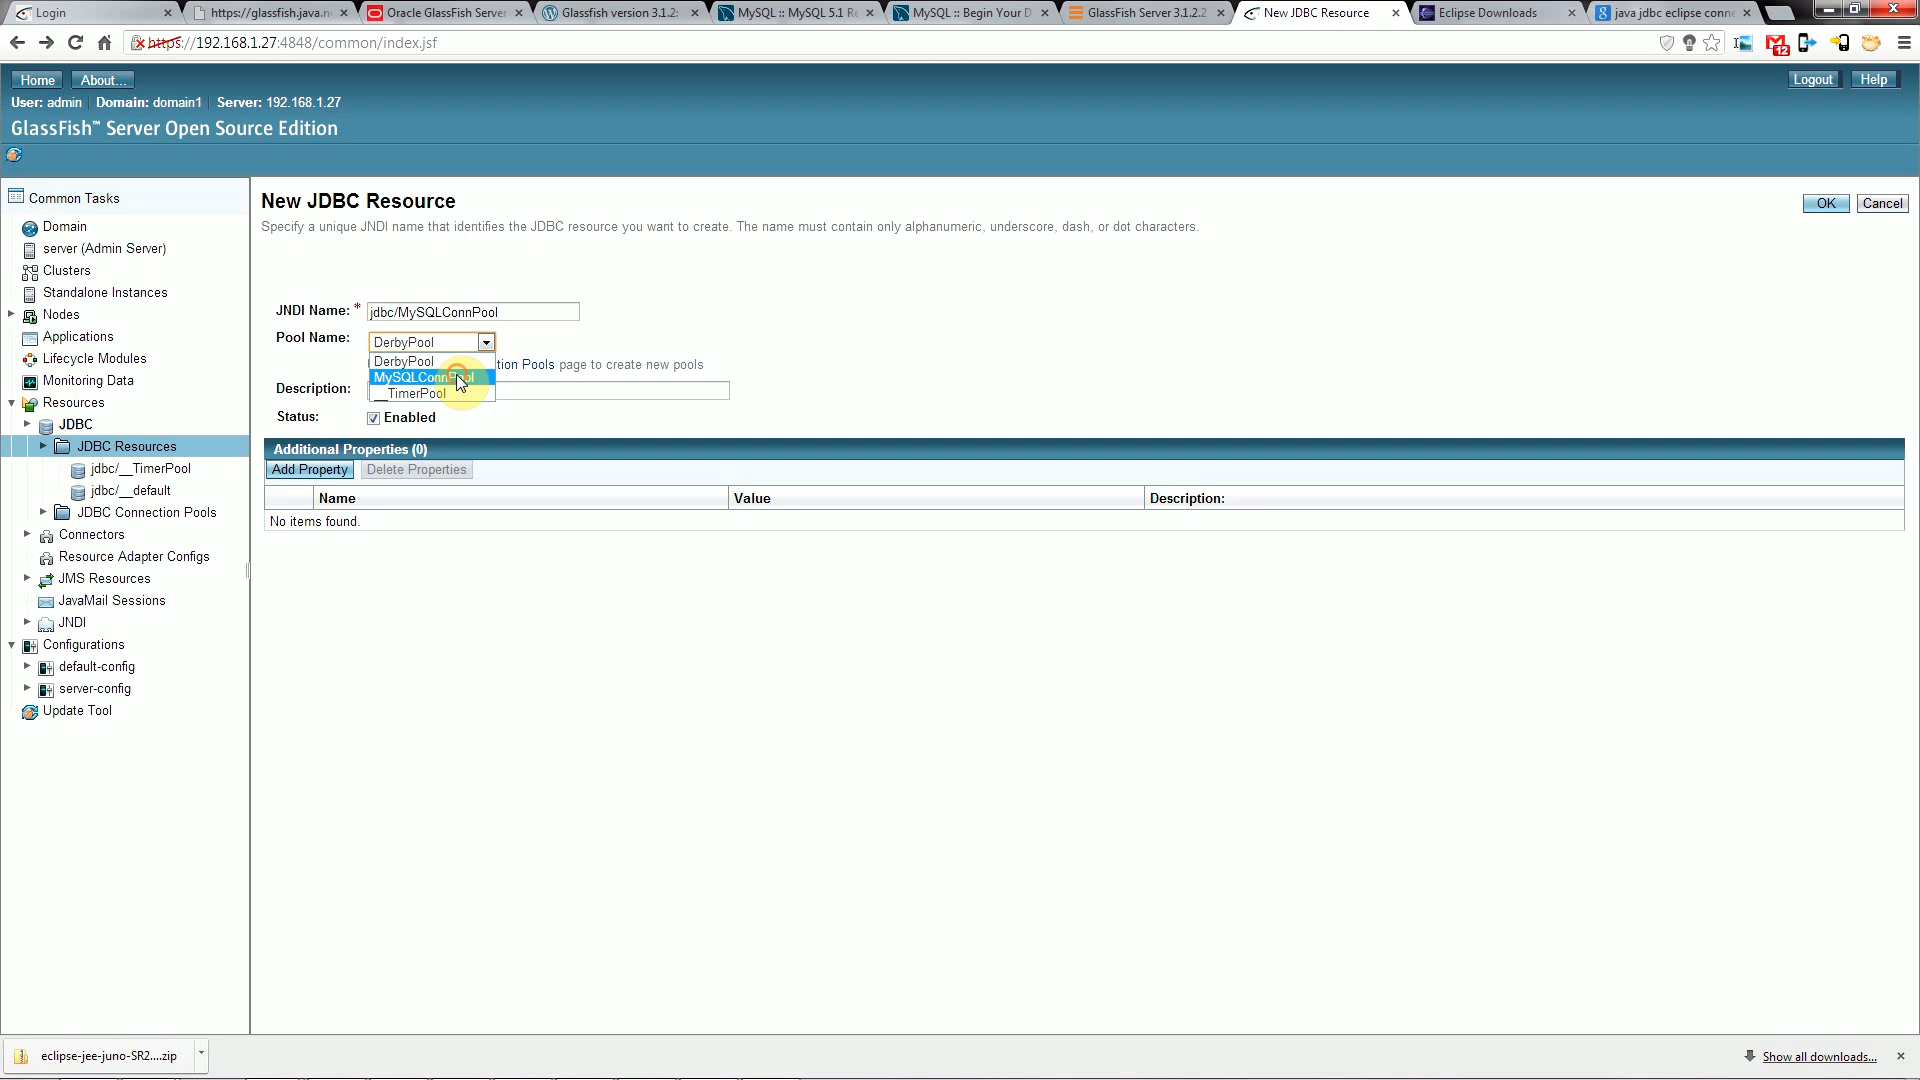 Login
https://glassfish.java.n
Oracle GlassFish Server
Glassfish version 3.1.2
MySQL :: MySQL 5.1 Re
MySQL :: Begin Your D
GlassFish Server 3.1.2.2
New JDBC Resource
Eclipse Downloads
java jdbc eclipse conn
https://192.168.1.27:4848/common/index.jsf
12
Home About...
Logout Help
User: admin Domain: domain1 Server: 192.168.1.27
GlassFish™ Server Open Source Edition
Common Tasks
Domain
server (Admin Server)
Clusters
Standalone Instances
Nodes
Applications
Lifecycle Modules
Monitoring Data
Resources
JDBC
JDBC Resources
jdbc/__TimerPool
jdbc/__default
JDBC Connection Pools
Connectors
Resource Adapter Configs
JMS Resources
JavaMail Sessions
JNDI
Configurations
default-config
server-config
Update Tool
New JDBC Resource
OK Cancel
Specify a unique JNDI name that identifies the JDBC resource you want to create. The name must contain only alphanumeric, underscore, dash, or dot characters.
JNDI Name: * jdbc/MySQLConnPool
Pool Name: DerbyPool
DerbyPool
tion Pools page to create new pools
MySQLConnPool
__TimerPool
Description:
Status: Enabled
Additional Properties (0)
Add Property Delete Properties
Name Value Description:
No items found.
eclipse-jee-juno-SR2....zip
Show all downloads...